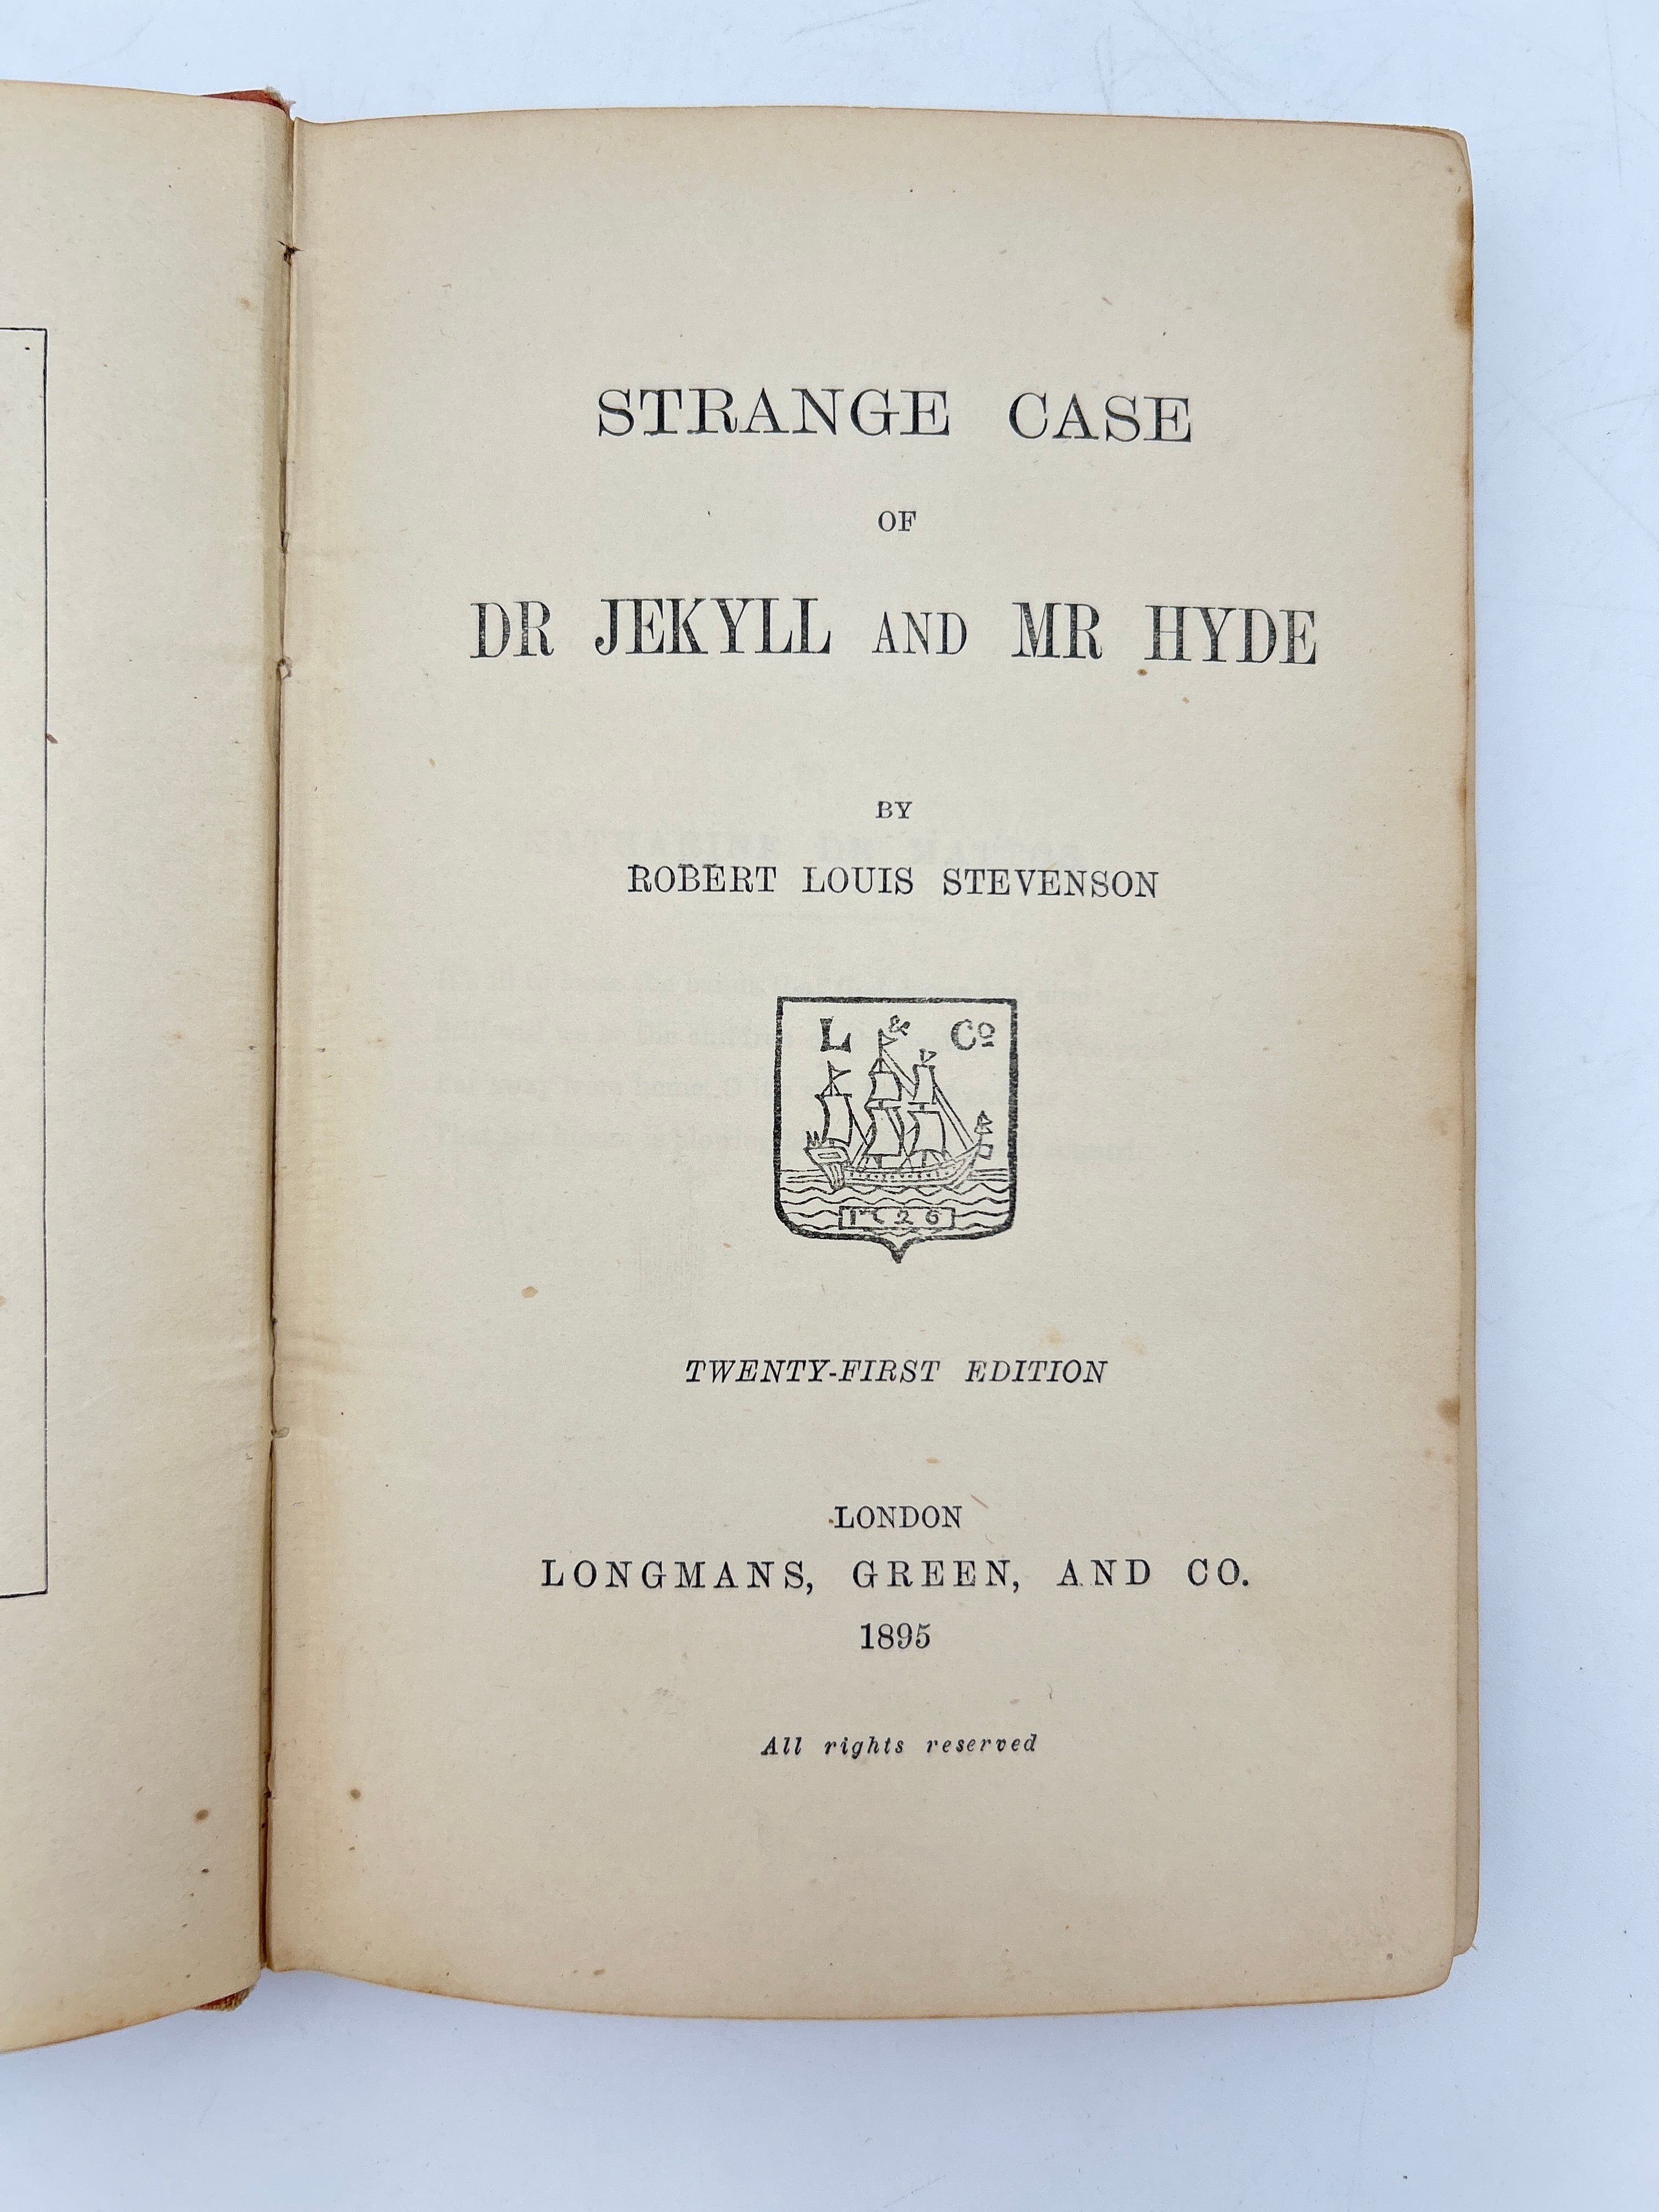 STRANGE CASE
OF
DR JEKYLL AND MR HYDE
BY
ROBERT LOUIS STEVENSON
L & Co
TWENTY-FIRST EDITION
LONDON
LONGMANS, GREEN, AND CO.
1895
All rights reserved